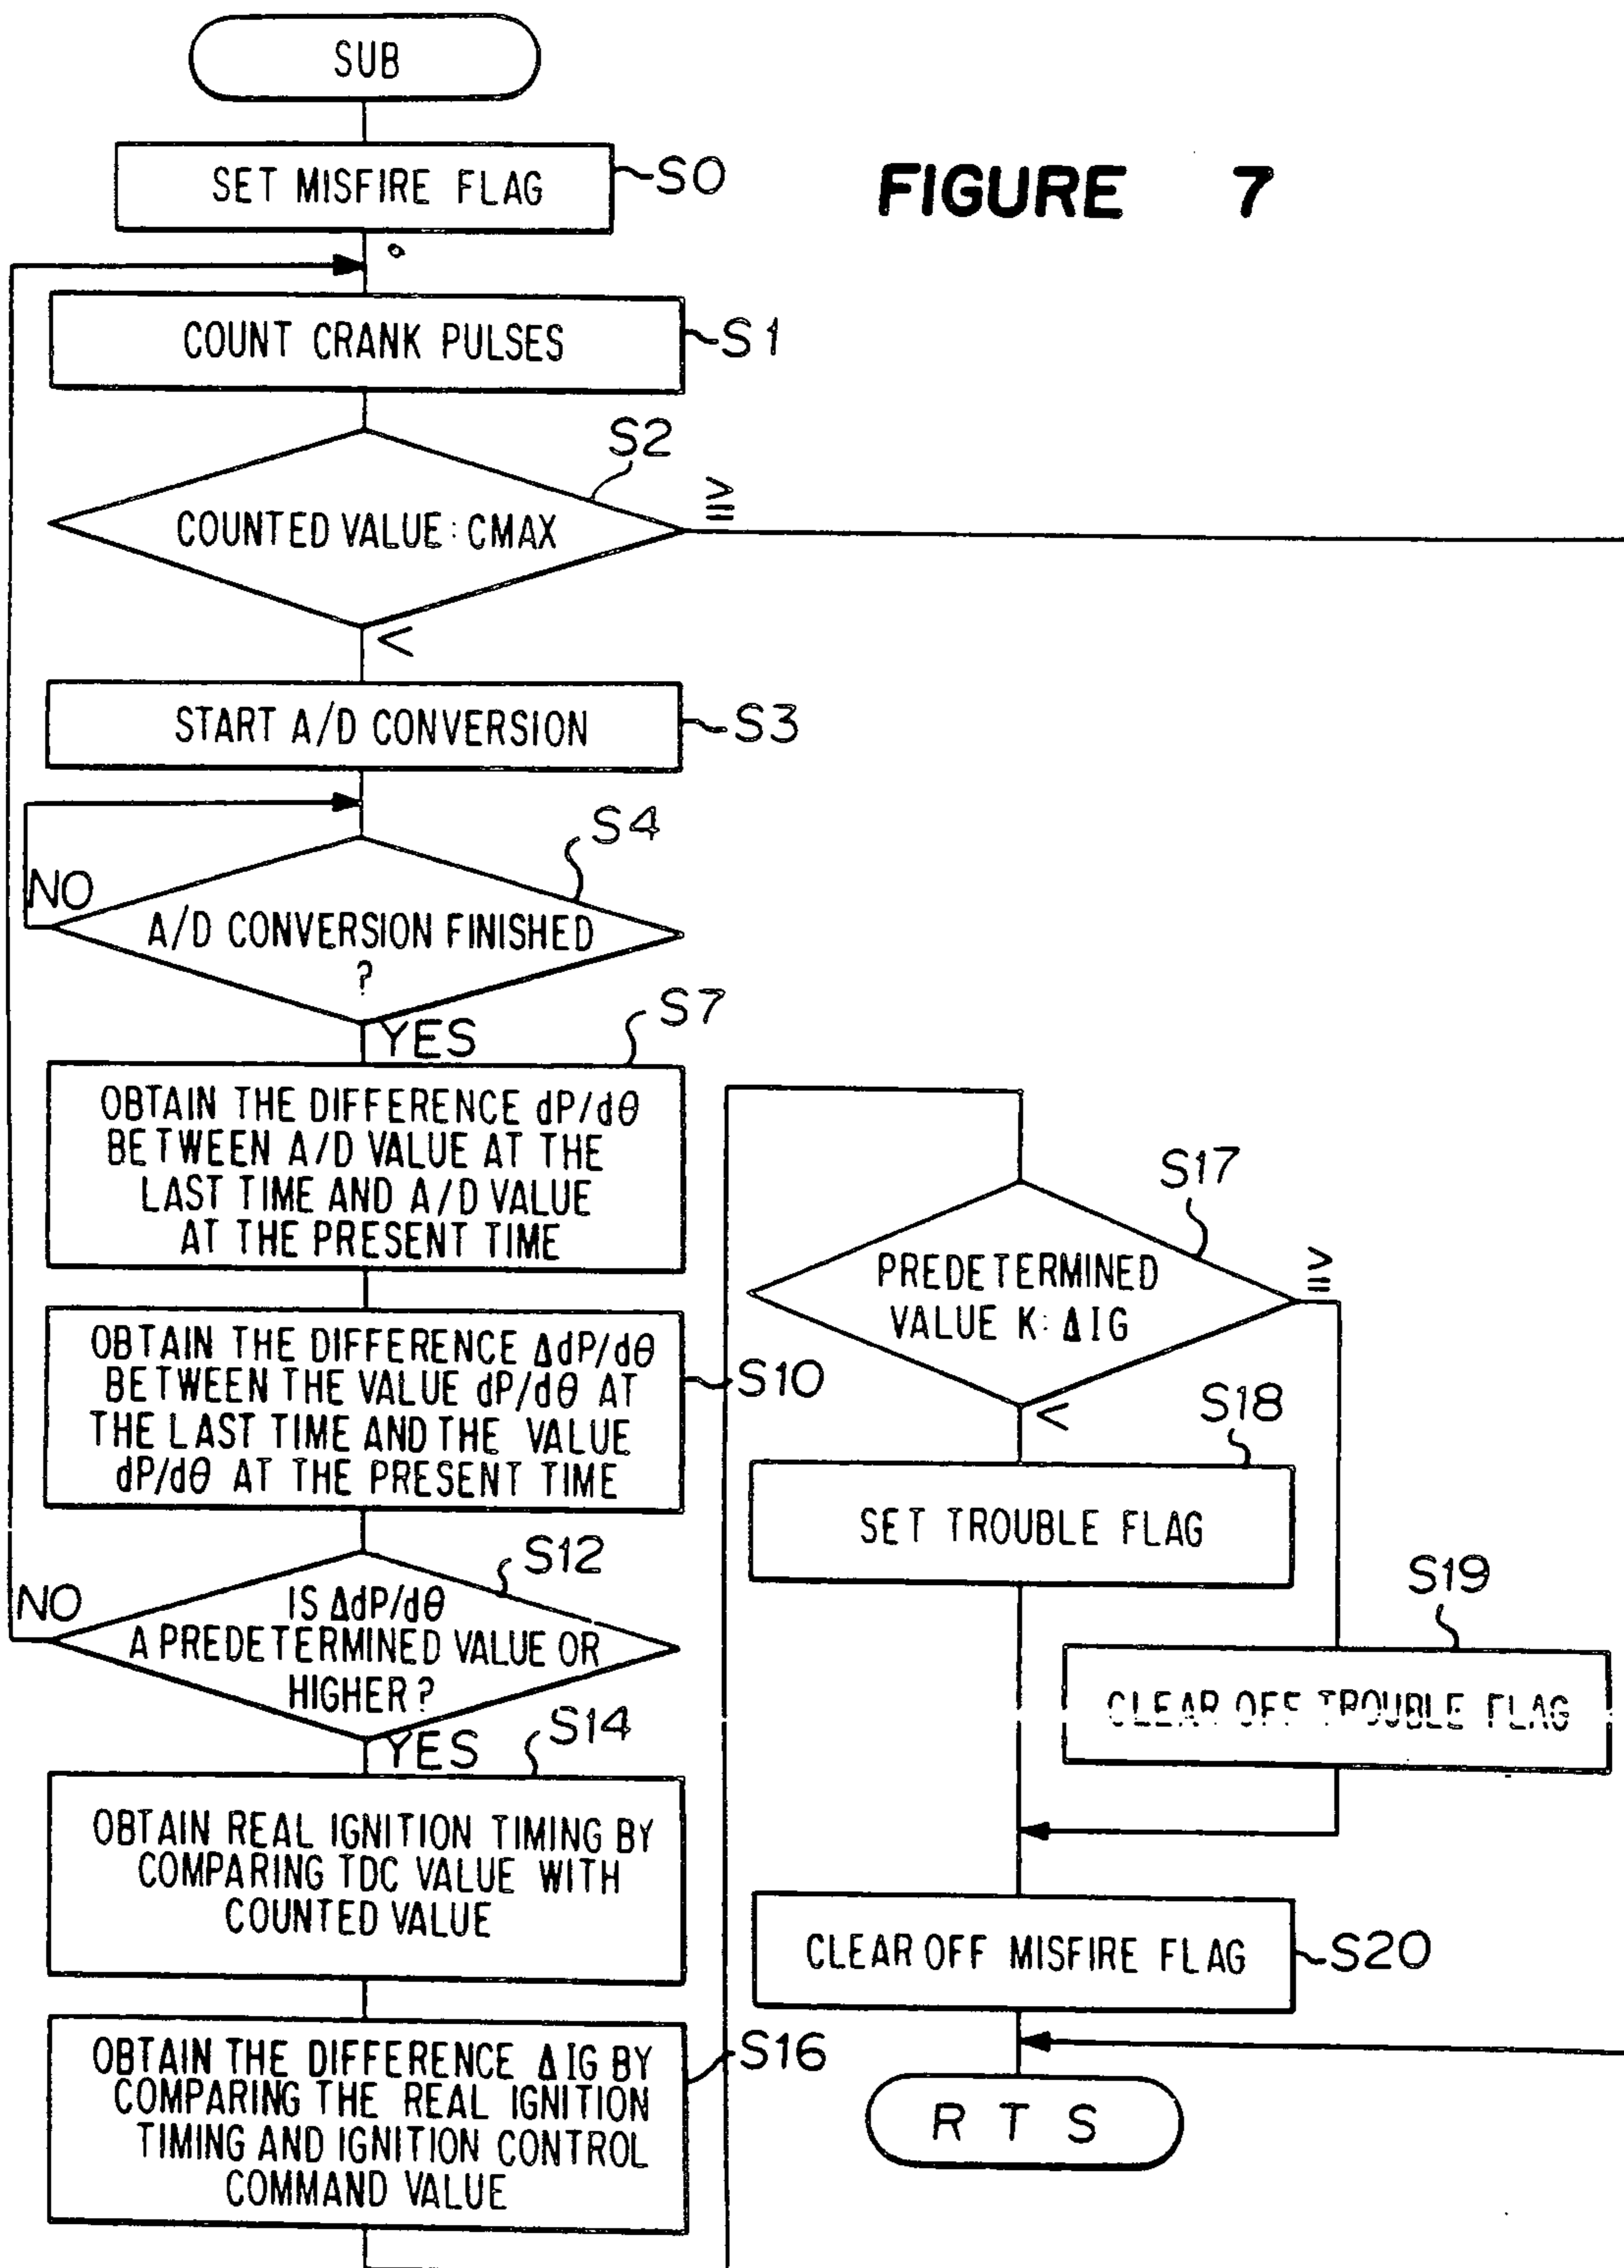 SUB
SET MISFIRE FLAG
S0
FIGURE 7
COUNT CRANK PULSES
S1
S2
COUNTED VALUE : CMAX
≧
<
START A/D CONVERSION
S3
S4
NO
A/D CONVERSION FINISHED
?
YES
S7
OBTAIN THE DIFFERENCE dP/dθ
BETWEEN A/D VALUE AT THE
LAST TIME AND A/D VALUE
AT THE PRESENT TIME
OBTAIN THE DIFFERENCE ΔdP/dθ
BETWEEN THE VALUE dP/dθ AT
THE LAST TIME AND THE VALUE
dP/dθ AT THE PRESENT TIME
S10
S12
NO
IS ΔdP/dθ
A PREDETERMINED VALUE OR
HIGHER ?
YES
S14
OBTAIN REAL IGNITION TIMING BY
COMPARING TDC VALUE WITH
COUNTED VALUE
OBTAIN THE DIFFERENCE ΔIG BY
COMPARING THE REAL IGNITION
TIMING AND IGNITION CONTROL
COMMAND VALUE
S16
S17
PREDETERMINED
VALUE K : ΔIG
≧
<
S18
SET TROUBLE FLAG
S19
CLEAR OFF TROUBLE FLAG
CLEAR OFF MISFIRE FLAG
S20
RTS